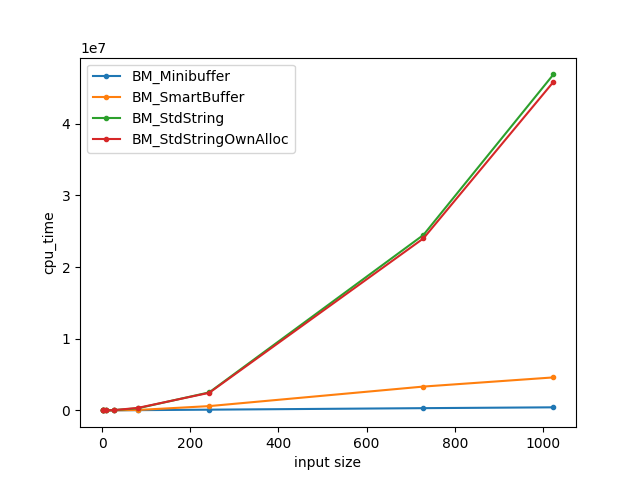 1e7
BM_Minibuffer
BM_SmartBuffer
BM_StdString
BM_StdStringOwnAlloc
cpu_time
4
3
2
1
0
0 200 400 600 800 1000
input size